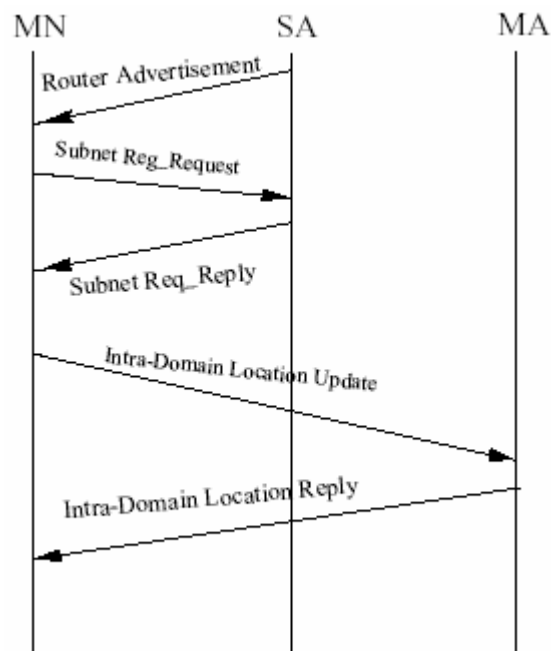 MN SA MA
Router Advertisement
Subnet Reg_Request
Subnet Req_Reply
Intra-Domain Location Update
Intra-Domain Location Reply